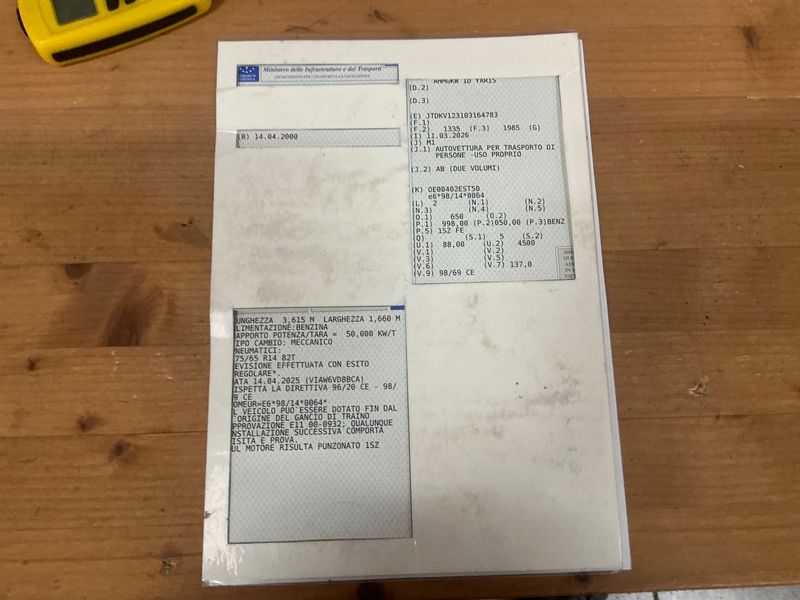 Ministero delle Infrastrutture e dei Trasporti
(B) 14.04.2000
AHMGKW 1D YARIS
(D.2)
(D.3)
(E) JTDKV123103164783
(F.1)
(F.2) 1335 (F.3) 1985 (G)
(I) 11.03.2026
(J) M1
(J.1) AUTOVETTURA PER TRASPORTO DI
PERSONE -USO PROPRIO
(J.2) AB (DUE VOLUMI)
(K) OE00402EST50
e6*98/14*0064
(L) 2 (N.1) (N.2)
(N.3) (N.4) (N.5)
(O.1) 650 (O.2)
(P.1) 998,00 (P.2)050,00 (P.3)BENZ
(P.5) 1SZ FE
(Q) (S.1) 5 (S.2)
(U.1) 88,00 (U.2) 4500
(V.1) (V.2)
(V.3) (V.5)
(V.6) (V.7) 137,0
(V.9) 98/69 CE
UNGHEZZA 3,615 M LARGHEZZA 1,660 M
LIMENTAZIONE:BENZINA
APPORTO POTENZA/TARA = 50,000 KW/T
IPO CAMBIO: MECCANICO
NEUMATICI:
75/65 R14 82T
EVISIONE EFFETTUATA CON ESITO
REGOLARE*.
ATA 14.04.2025 (VIAW6VD8BCA)
ISPETTA LA DIRETTIVA 96/20 CE - 98/
9 CE
OMEUR=E6*98/14*0064*
L VEICOLO PUO'ESSERE DOTATO FIN DAL
'ORIGINE DEL GANCIO DI TRAINO
PPROVAZIONE E11 00-0932; QUALUNQUE
NSTALLAZIONE SUCCESSIVA COMPORTA
ISITA E PROVA.
UL MOTORE RISULTA PUNZONATO 1SZ